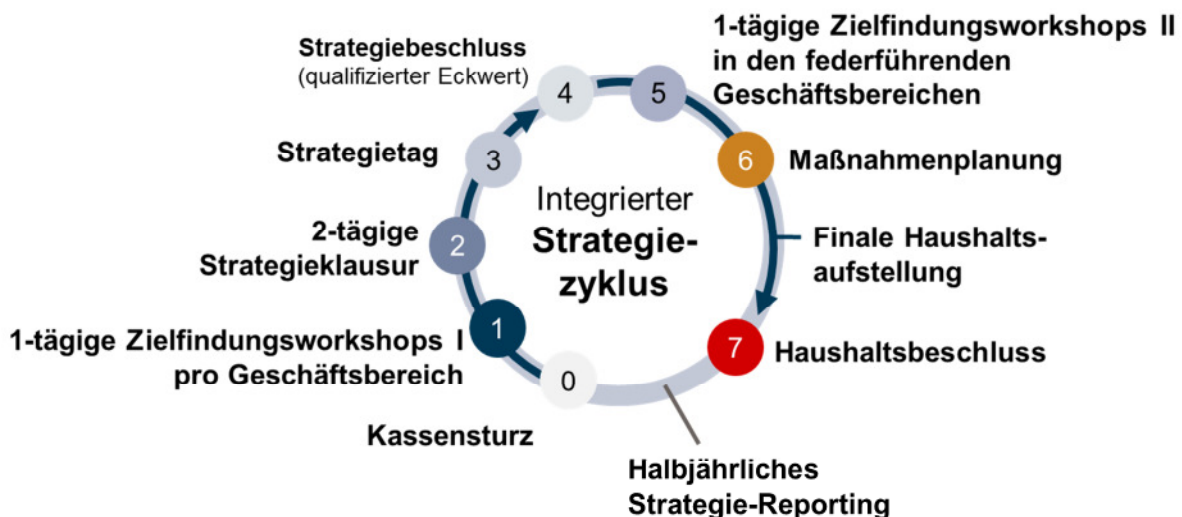 Integrierter
Strategie-
zyklus
0
Kassensturz
1
1-tägige Zielfindungsworkshops I
pro Geschäftsbereich
2
2-tägige
Strategieklausur
3
Strategietag
4
Strategiebeschluss
(qualifizierter Eckwert)
5
1-tägige Zielfindungsworkshops II
in den federführenden
Geschäftsbereichen
6
Maßnahmenplanung
Finale Haushalts-
aufstellung
7
Haushaltsbeschluss
Halbjährliches
Strategie-Reporting